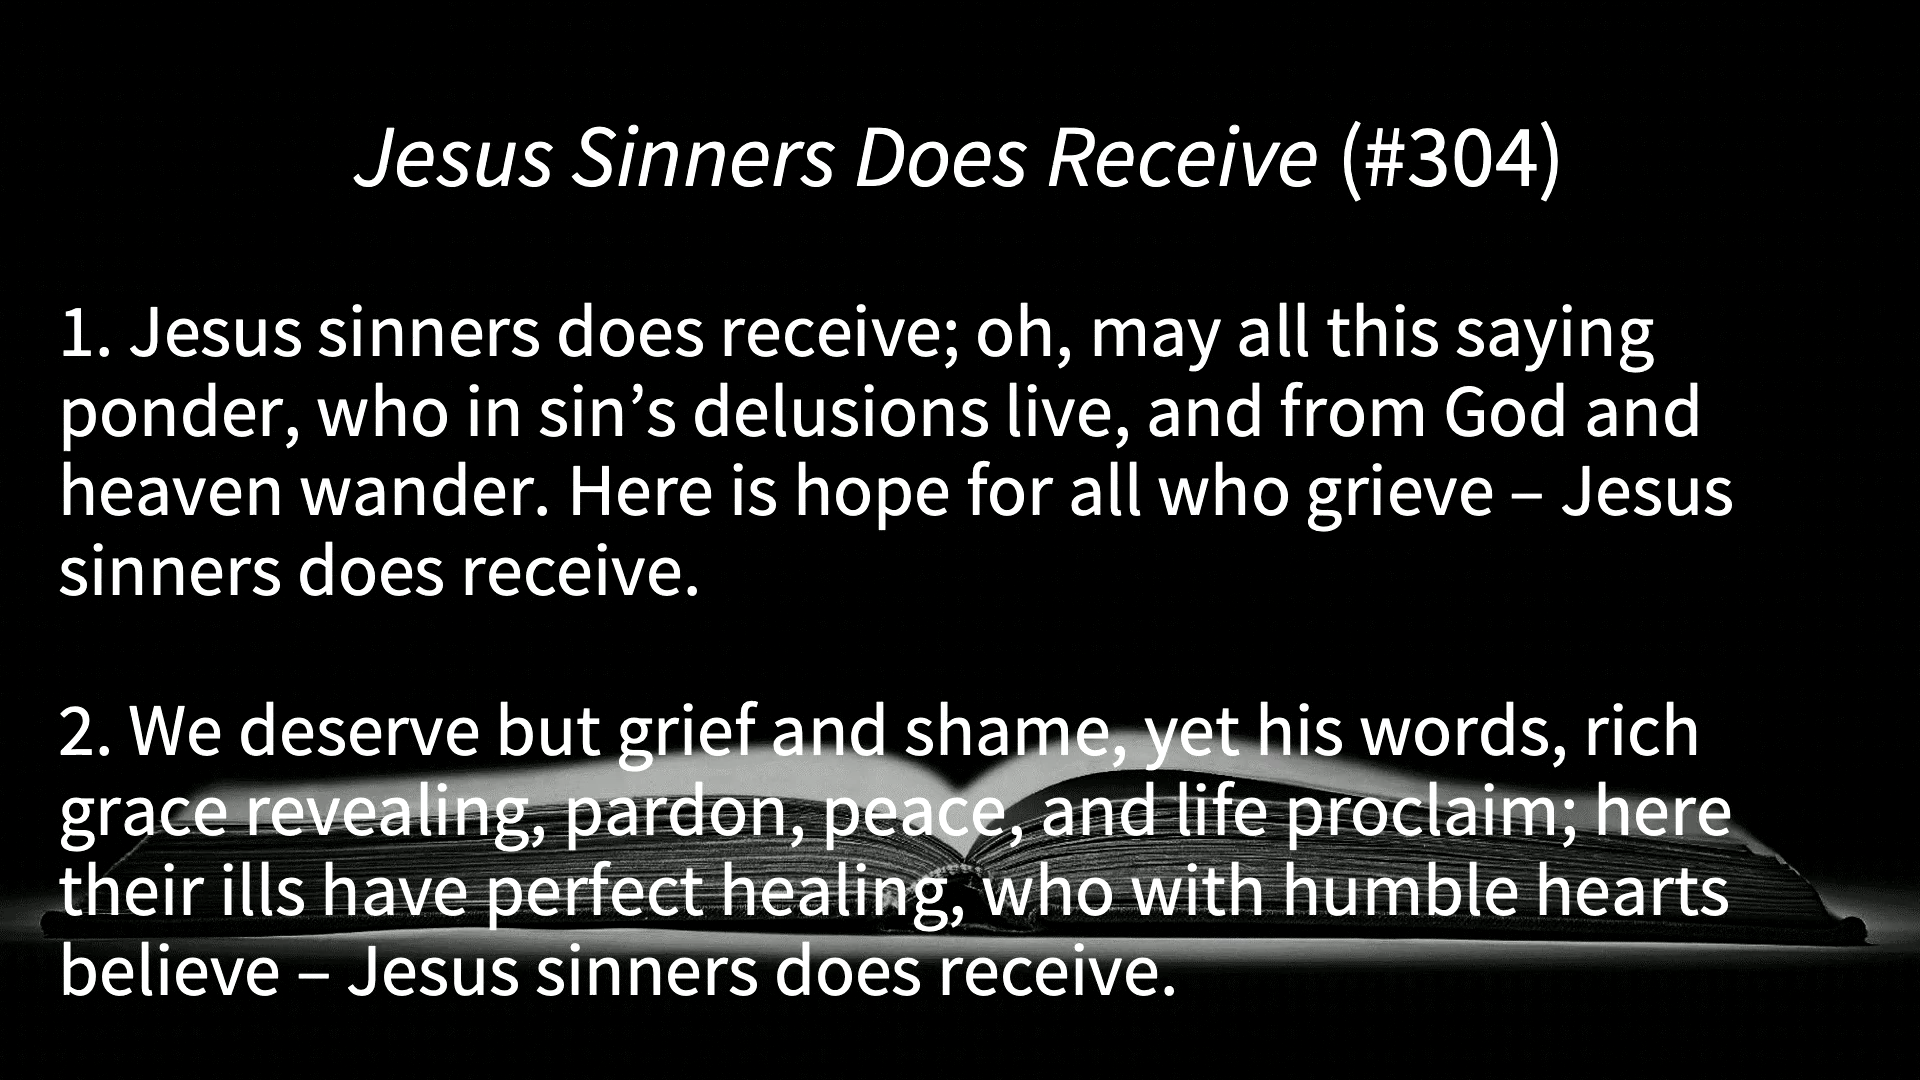 Jesus Sinners Does Receive (#304)
1. Jesus sinners does receive; oh, may all this saying
ponder, who in sin’s delusions live, and from God and
heaven wander. Here is hope for all who grieve – Jesus
sinners does receive.
2. We deserve but grief and shame, yet his words, rich
grace revealing, pardon, peace, and life proclaim; here
their ills have perfect healing, who with humble hearts
believe – Jesus sinners does receive.